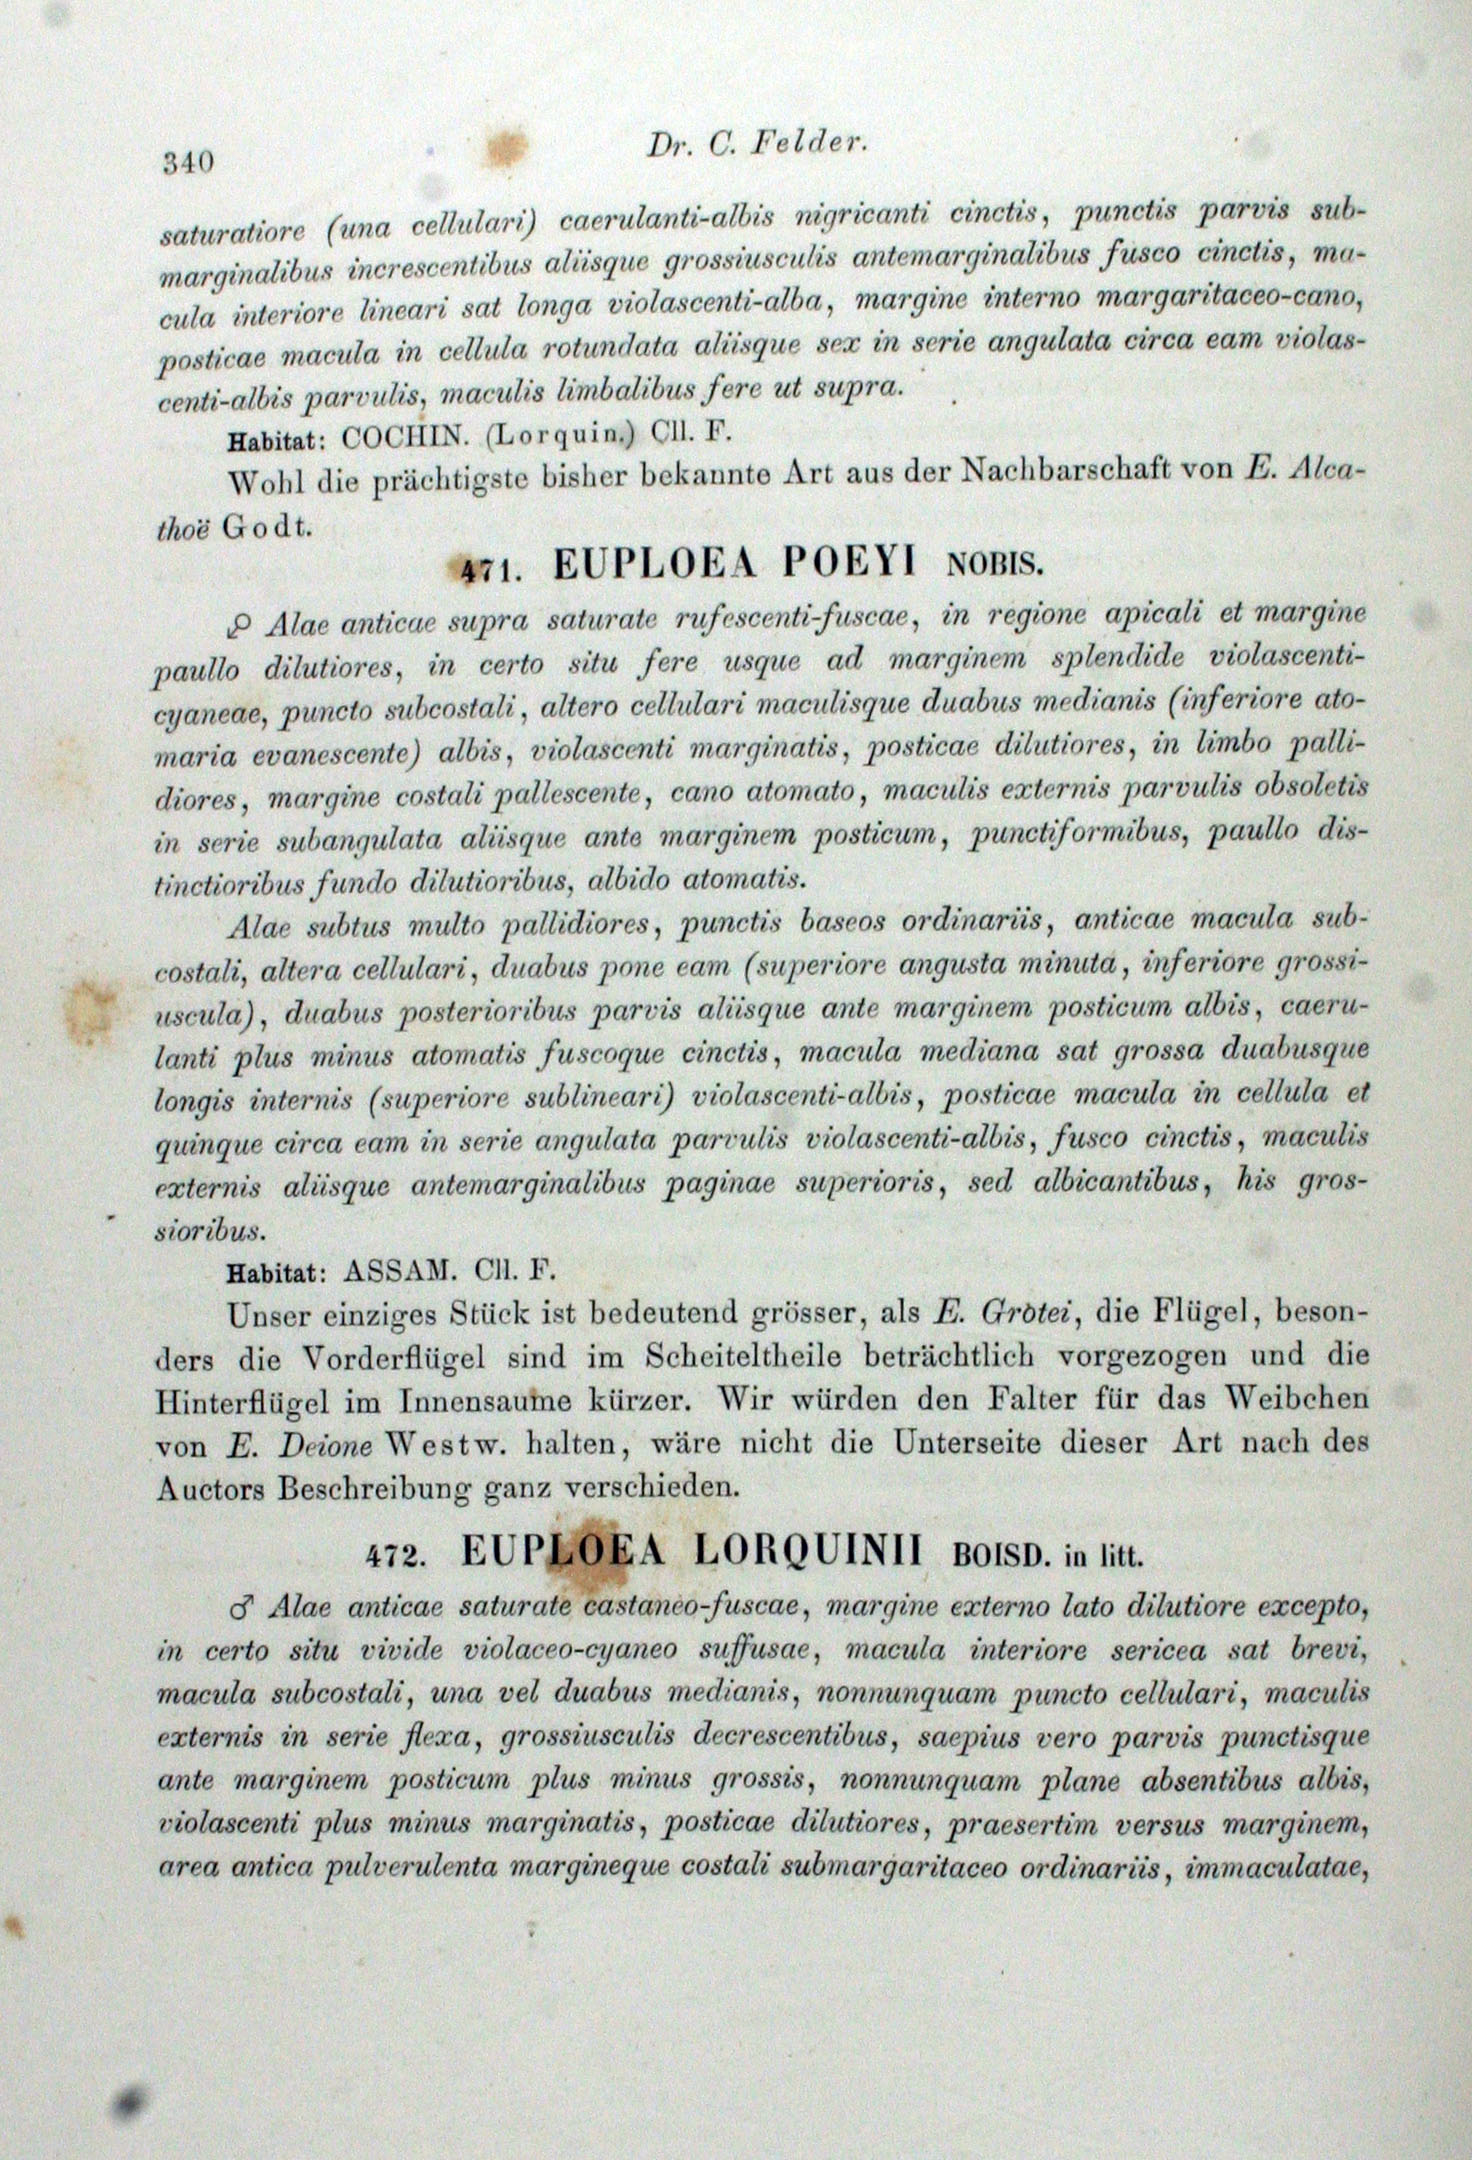 340
Dr. C. Felder.
saturatiore (una cellulari) caerulanti-albis nigricanti cinctis, punctis parvis sub-
marginalibus increscentibus aliisque grossiusculis antemarginalibus fusco cinctis, ma-
cula interiore lineari sat longa violascenti-alba, margine interno margaritaceo-cano,
posticae macula in cellula rotundata aliisque sex in serie angulata circa eam violas-
centi-albis parvulis, maculis limbalibus fere ut supra.
Habitat: COCHIN. (Lorquin.) Cll. F.
Wohl die prächtigste bisher bekannte Art aus der Nachbarschaft von E. Alca-
thoë Godt.
471. EUPLOEA POEYI NOBIS.
Alae anticae supra saturate rufescenti-fuscae, in regione apicali et margine
paullo dilutiores, in certo situ fere usque ad marginem splendide violascenti-
cyaneae, puncto subcostali, altero cellulari maculisque duabus medianis (inferiore ato-
maria evanescente) albis, violascenti marginatis, posticae dilutiores, in limbo palli-
diores, margine costali pallescente, cano atomato, maculis externis parvulis obsoletis
in serie subangulata aliisque ante marginem posticum, punctiformibus, paullo dis-
tinctioribus fundo dilutioribus, albido atomatis.
Alae subtus multo pallidiores, punctis baseos ordinariis, anticae macula sub-
costali, altera cellulari, duabus pone eam (superiore angusta minuta, inferiore grossi-
uscula), duabus posterioribus parvis aliisque ante marginem posticum albis, caeru-
lanti plus minus atomatis fuscoque cinctis, macula mediana sat grossa duabusque
longis internis (superiore sublineari) violascenti-albis, posticae macula in cellula et
quinque circa eam in serie angulata parvulis violascenti-albis, fusco cinctis, maculis
externis aliisque antemarginalibus paginae superioris, sed albicantibus, his gros-
sioribus.
Habitat: ASSAM. Cll. F.
Unser einziges Stück ist bedeutend grösser, als E. Grotei, die Flügel, beson-
ders die Vorderflügel sind im Scheiteltheile beträchtlich vorgezogen und die
Hinterflügel im Innensaume kürzer. Wir würden den Falter für das Weibchen
von E. Deione Westw. halten, wäre nicht die Unterseite dieser Art nach des
Auctors Beschreibung ganz verschieden.
472. EUPLOEA LORQUINII BOISD. in litt.
♂ Alae anticae saturate castaneo-fuscae, margine externo lato dilutiore excepto,
in certo situ vivide violaceo-cyaneo suffusae, macula interiore sericea sat brevi,
macula subcostali, una vel duabus medianis, nonnunquam puncto cellulari, maculis
externis in serie flexa, grossiusculis decrescentibus, saepius vero parvis punctisque
ante marginem posticum plus minus grossis, nonnunquam plane absentibus albis,
violascenti plus minus marginatis, posticae dilutiores, praesertim versus marginem,
area antica pulverulenta margineque costali submargaritaceo ordinariis, immaculatae,